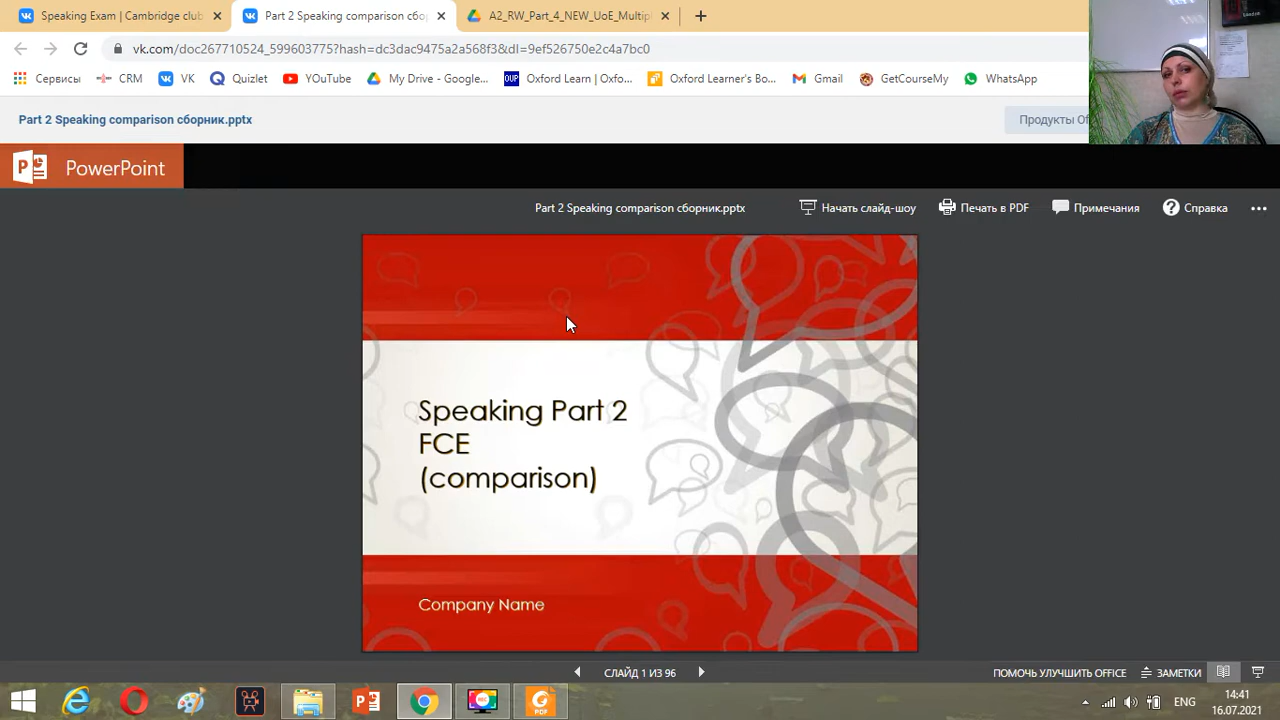 Speaking Exam | Cambridge club
Part 2 Speaking comparison сбо
A2_RW_Part_4_NEW_UoE_Multipl
vk.com/doc267710524_599603775?hash=dc3dac9475a2a568f3&dl=9ef526750e2c4a7bc0
Сервисы CRM VK Quizlet YOUTube My Drive - Google... OUP Oxford Learn | Oxfo... Oxford Learner's Bo... Gmail GetCourseMy WhatsApp
Part 2 Speaking comparison сборник.pptx
Продукты Of
PowerPoint
Part 2 Speaking comparison сборник.pptx Начать слайд-шоу Печать в PDF Примечания Справка
Speaking Part 2
FCE
(comparison)
Company Name
СЛАЙД 1 ИЗ 96
ПОМОЧЬ УЛУЧШИТЬ OFFICE ЗАМЕТКИ
ENG
14:41
16.07.2021